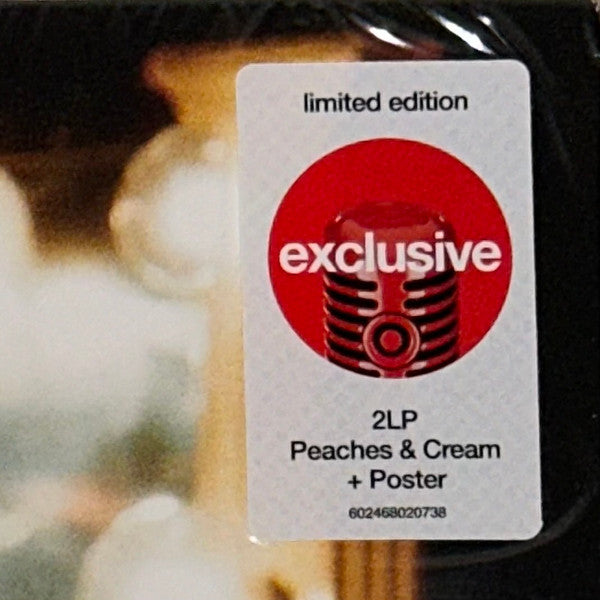 limited edition
exclusive
2LP
Peaches & Cream
+ Poster
602468020738